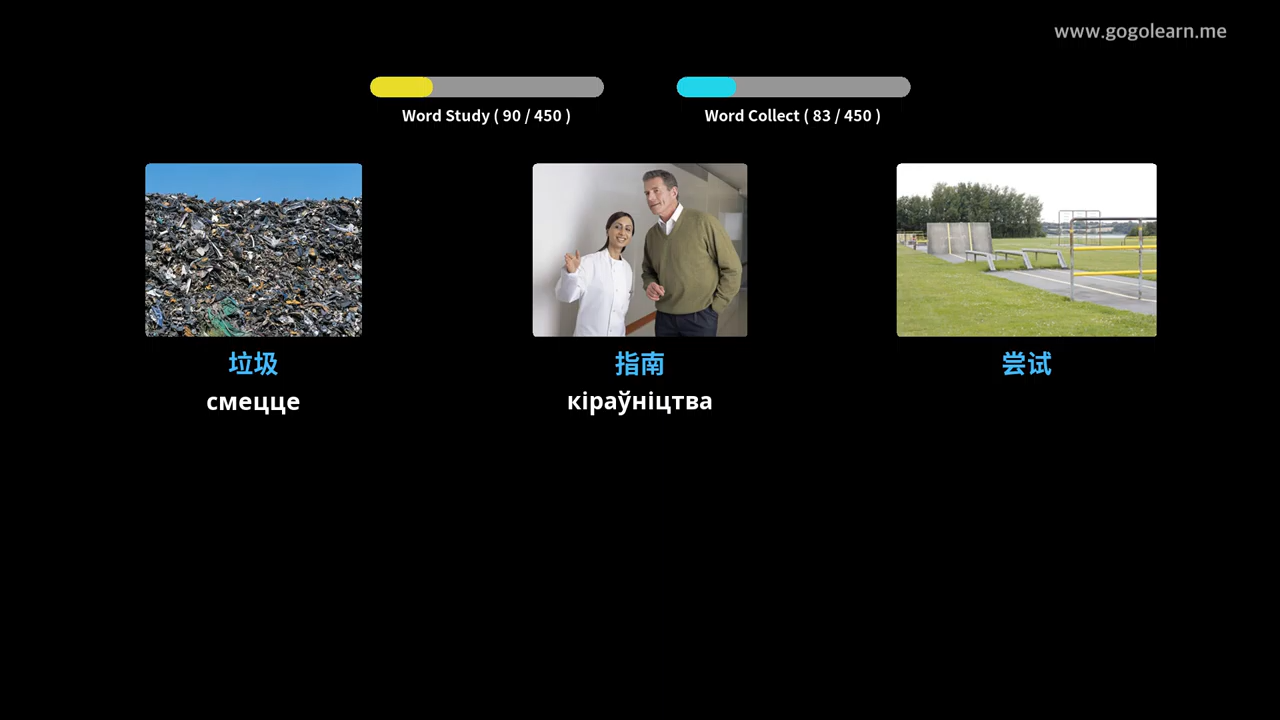 www.gogolearn.me
Word Study ( 90 / 450 )
Word Collect ( 83 / 450 )
垃圾
指南
尝试
смецце
кіраўніцтва